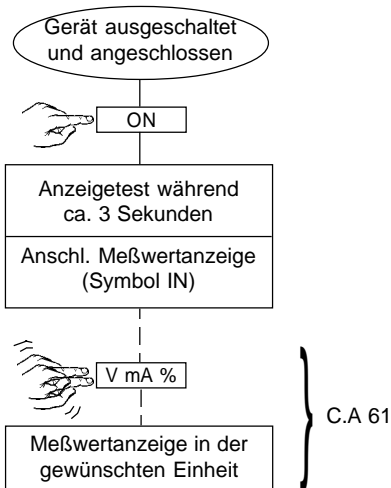 Gerät ausgeschaltet
und angeschlossen
ON
Anzeigetest während
ca. 3 Sekunden
Anschl. Meßwertanzeige
(Symbol IN)
V mA %
C.A 61
Meßwertanzeige in der
gewünschten Einheit